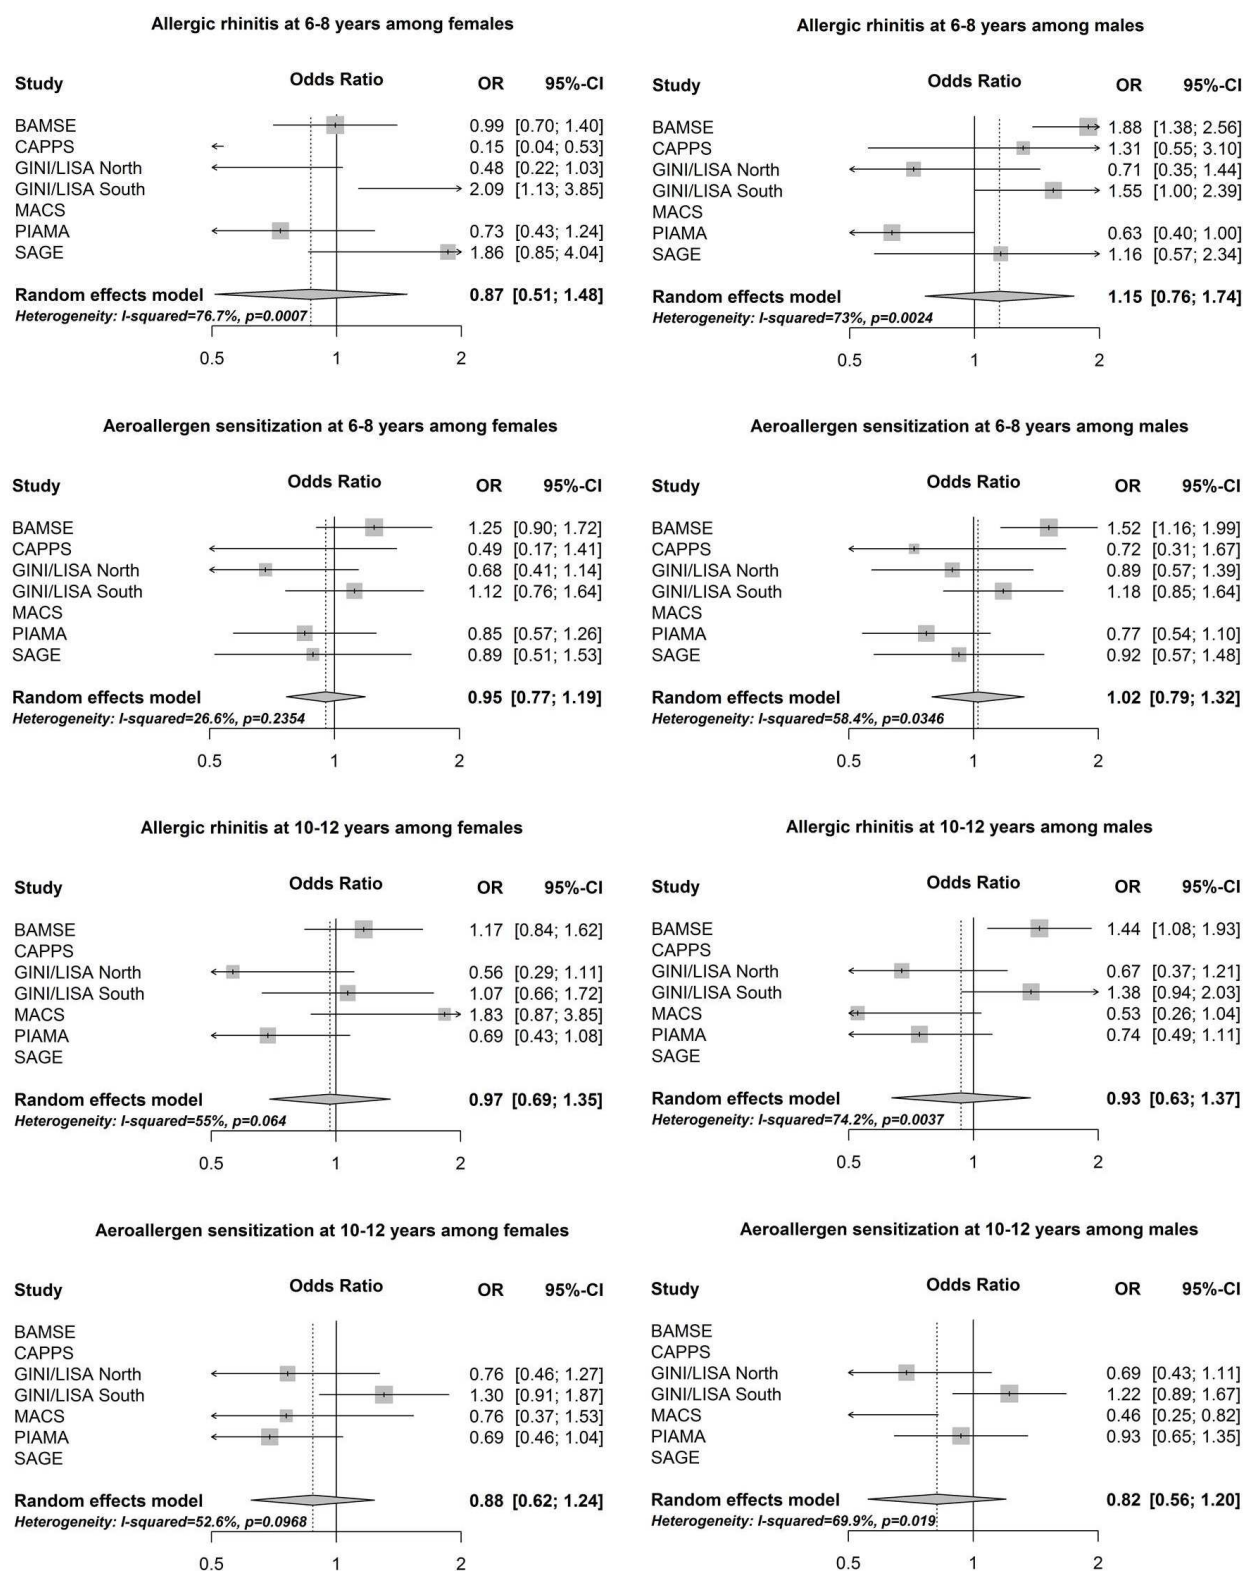 Allergic rhinitis at 6-8 years among females
Study Odds Ratio OR 95%-CI
BAMSE 0.99 [0.70; 1.40]
CAPPS 0.15 [0.04; 0.53]
GINI/LISA North 0.48 [0.22; 1.03]
GINI/LISA South 2.09 [1.13; 3.85]
MACS
PIAMA 0.73 [0.43; 1.24]
SAGE 1.86 [0.85; 4.04]
Random effects model 0.87 [0.51; 1.48]
Heterogeneity: I-squared=76.7%, p=0.0007
0.5 1 2
Allergic rhinitis at 6-8 years among males
Study Odds Ratio OR 95%-CI
BAMSE 1.88 [1.38; 2.56]
CAPPS 1.31 [0.55; 3.10]
GINI/LISA North 0.71 [0.35; 1.44]
GINI/LISA South 1.55 [1.00; 2.39]
MACS
PIAMA 0.63 [0.40; 1.00]
SAGE 1.16 [0.57; 2.34]
Random effects model 1.15 [0.76; 1.74]
Heterogeneity: I-squared=73%, p=0.0024
0.5 1 2
Aeroallergen sensitization at 6-8 years among females
Study Odds Ratio OR 95%-CI
BAMSE 1.25 [0.90; 1.72]
CAPPS 0.49 [0.17; 1.41]
GINI/LISA North 0.68 [0.41; 1.14]
GINI/LISA South 1.12 [0.76; 1.64]
MACS
PIAMA 0.85 [0.57; 1.26]
SAGE 0.89 [0.51; 1.53]
Random effects model 0.95 [0.77; 1.19]
Heterogeneity: I-squared=26.6%, p=0.2354
0.5 1 2
Aeroallergen sensitization at 6-8 years among males
Study Odds Ratio OR 95%-CI
BAMSE 1.52 [1.16; 1.99]
CAPPS 0.72 [0.31; 1.67]
GINI/LISA North 0.89 [0.57; 1.39]
GINI/LISA South 1.18 [0.85; 1.64]
MACS
PIAMA 0.77 [0.54; 1.10]
SAGE 0.92 [0.57; 1.48]
Random effects model 1.02 [0.79; 1.32]
Heterogeneity: I-squared=58.4%, p=0.0346
0.5 1 2
Allergic rhinitis at 10-12 years among females
Study Odds Ratio OR 95%-CI
BAMSE 1.17 [0.84; 1.62]
CAPPS
GINI/LISA North 0.56 [0.29; 1.11]
GINI/LISA South 1.07 [0.66; 1.72]
MACS 1.83 [0.87; 3.85]
PIAMA 0.69 [0.43; 1.08]
SAGE
Random effects model 0.97 [0.69; 1.35]
Heterogeneity: I-squared=55%, p=0.064
0.5 1 2
Allergic rhinitis at 10-12 years among males
Study Odds Ratio OR 95%-CI
BAMSE 1.44 [1.08; 1.93]
CAPPS
GINI/LISA North 0.67 [0.37; 1.21]
GINI/LISA South 1.38 [0.94; 2.03]
MACS 0.53 [0.26; 1.04]
PIAMA 0.74 [0.49; 1.11]
SAGE
Random effects model 0.93 [0.63; 1.37]
Heterogeneity: I-squared=74.2%, p=0.0037
0.5 1 2
Aeroallergen sensitization at 10-12 years among females
Study Odds Ratio OR 95%-CI
BAMSE
CAPPS
GINI/LISA North 0.76 [0.46; 1.27]
GINI/LISA South 1.30 [0.91; 1.87]
MACS 0.76 [0.37; 1.53]
PIAMA 0.69 [0.46; 1.04]
SAGE
Random effects model 0.88 [0.62; 1.24]
Heterogeneity: I-squared=52.6%, p=0.0968
0.5 1 2
Aeroallergen sensitization at 10-12 years among males
Study Odds Ratio OR 95%-CI
BAMSE
CAPPS
GINI/LISA North 0.69 [0.43; 1.11]
GINI/LISA South 1.22 [0.89; 1.67]
MACS 0.46 [0.25; 0.82]
PIAMA 0.93 [0.65; 1.35]
SAGE
Random effects model 0.82 [0.56; 1.20]
Heterogeneity: I-squared=69.9%, p=0.019
0.5 1 2